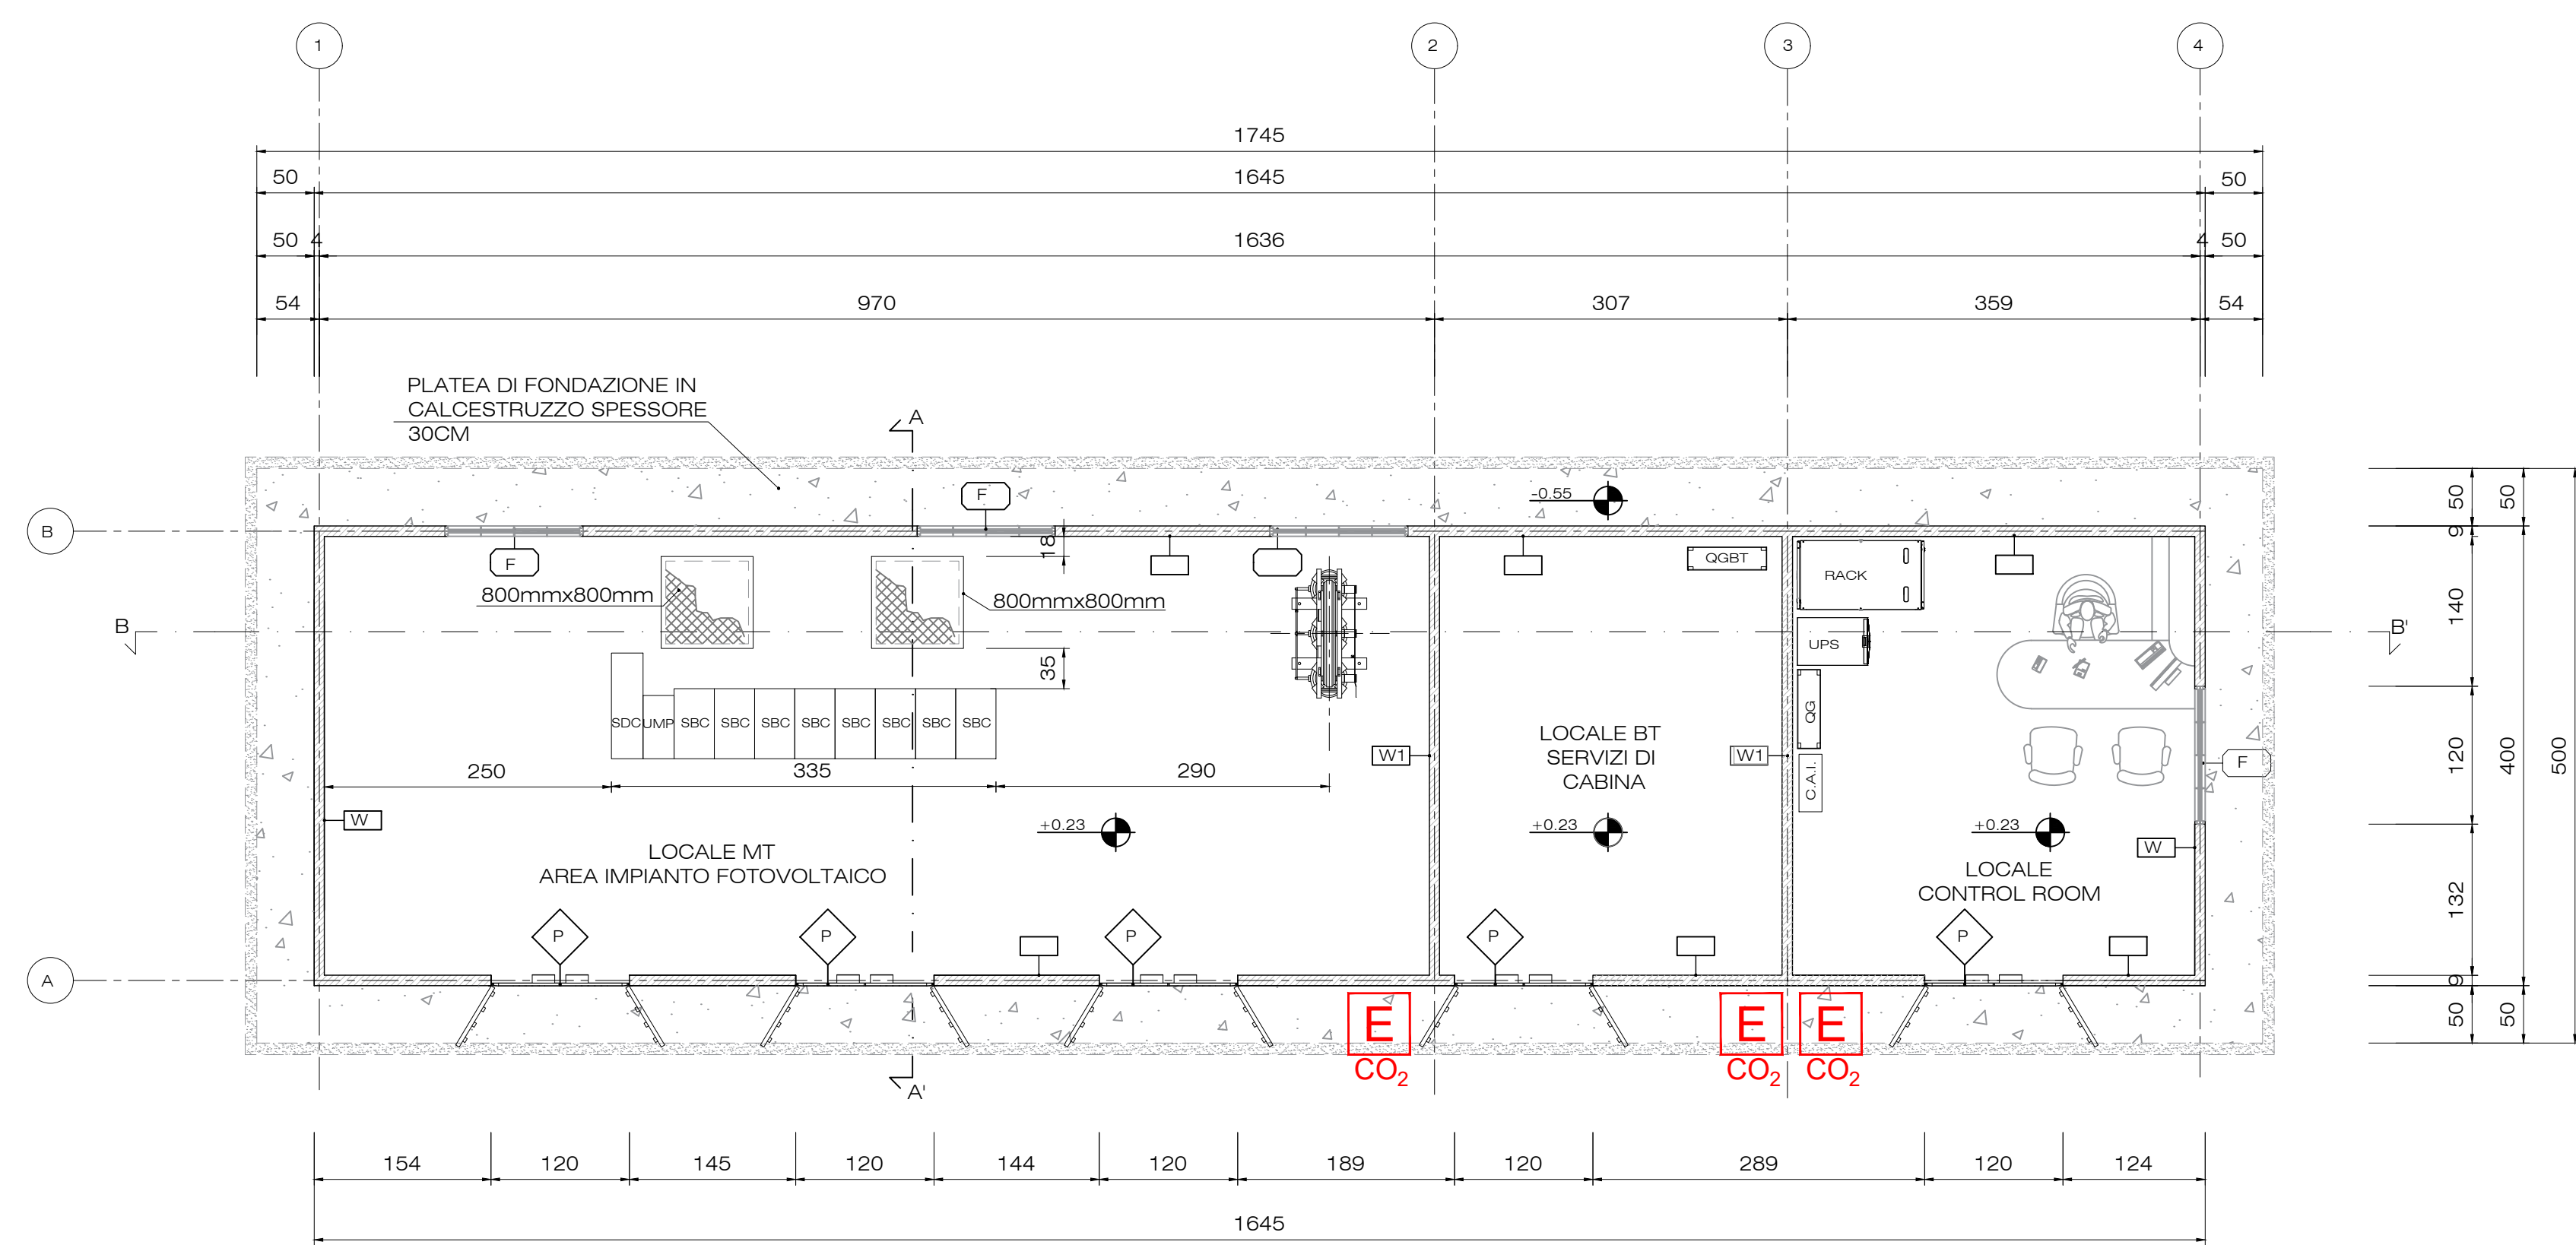 1 2 3 4
1745
50 1645 50
50 4 1636 4 50
54 970 307 359 54
PLATEA DI FONDAZIONE IN
CALCESTRUZZO SPESSORE
30CM
A
F
-0.55
B
18
F
800mmx800mm
800mmx800mm
QGBT
RACK
UPS
QG
C.A.I.
B
B'
35
SDC UMP SBC SBC SBC SBC SBC SBC SBC SBC
250 335 290
W1
W1
LOCALE BT
SERVIZI DI
CABINA
F
W
+0.23
+0.23
+0.23
W
LOCALE MT
AREA IMPIANTO FOTOVOLTAICO
LOCALE
CONTROL ROOM
P P P P P
A
E E E
CO2 CO2 CO2
A'
50 50
9
140
120 400 500
132
9
50 50
154 120 145 120 144 120 189 120 289 120 124
1645